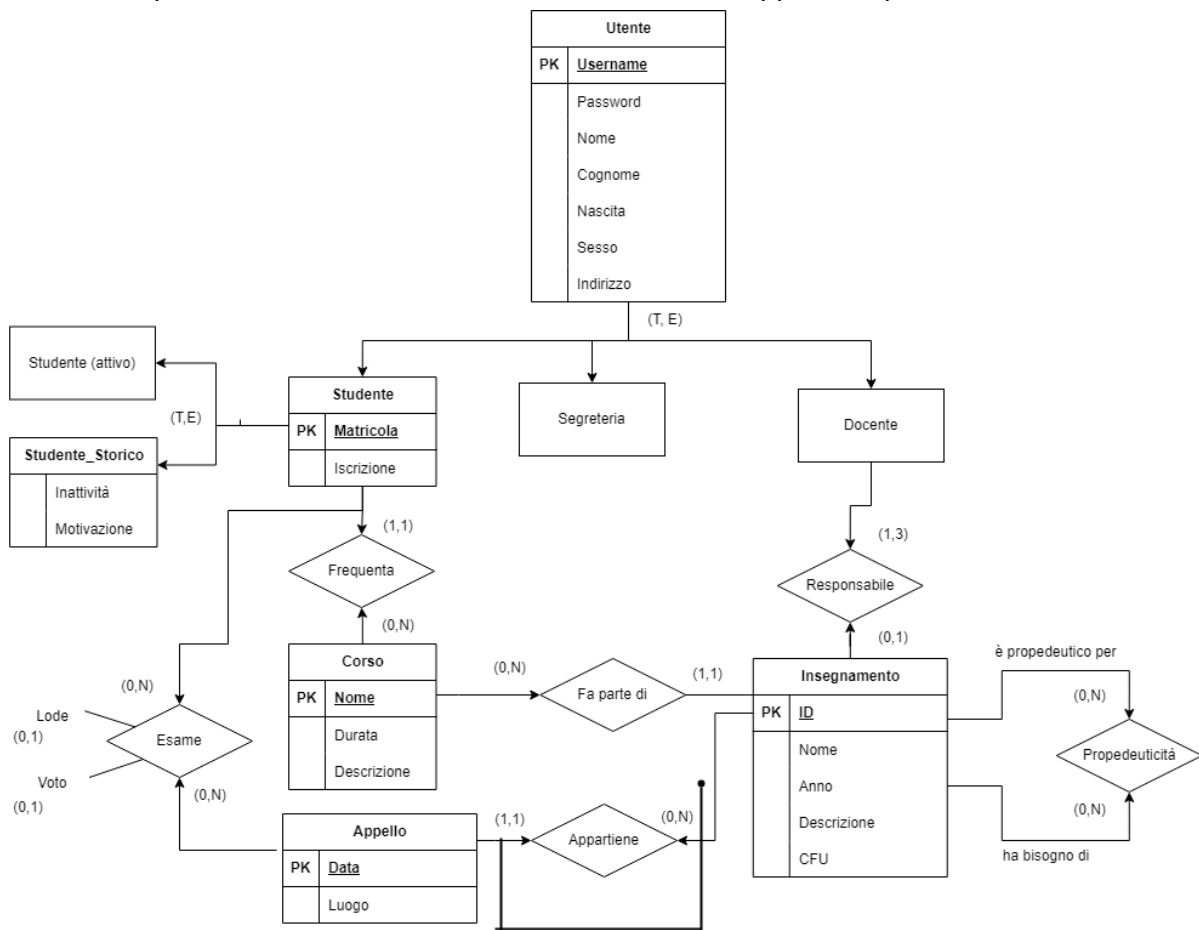 Utente
PK Username
Password
Nome
Cognome
Nascita
Sesso
Indirizzo
(T, E)
Studente (attivo)
(T,E)
Studente_Storico
Inattività
Motivazione
Studente
PK Matricola
Iscrizione
Segreteria
Docente
(1,1)
Frequenta
(0,N)
(1,3)
Responsabile
(0,1)
Corso
PK Nome
Durata
Descrizione
(0,N)
Fa parte di
(1,1)
Insegnamento
PK ID
Nome
Anno
Descrizione
CFU
è propedeutico per
(0,N)
Propedeuticità
(0,N)
ha bisogno di
(0,N)
Lode
(0,1)
Esame
Voto
(0,1)
(0,N)
Appello
PK Data
Luogo
(1,1)
Appartiene
(0,N)